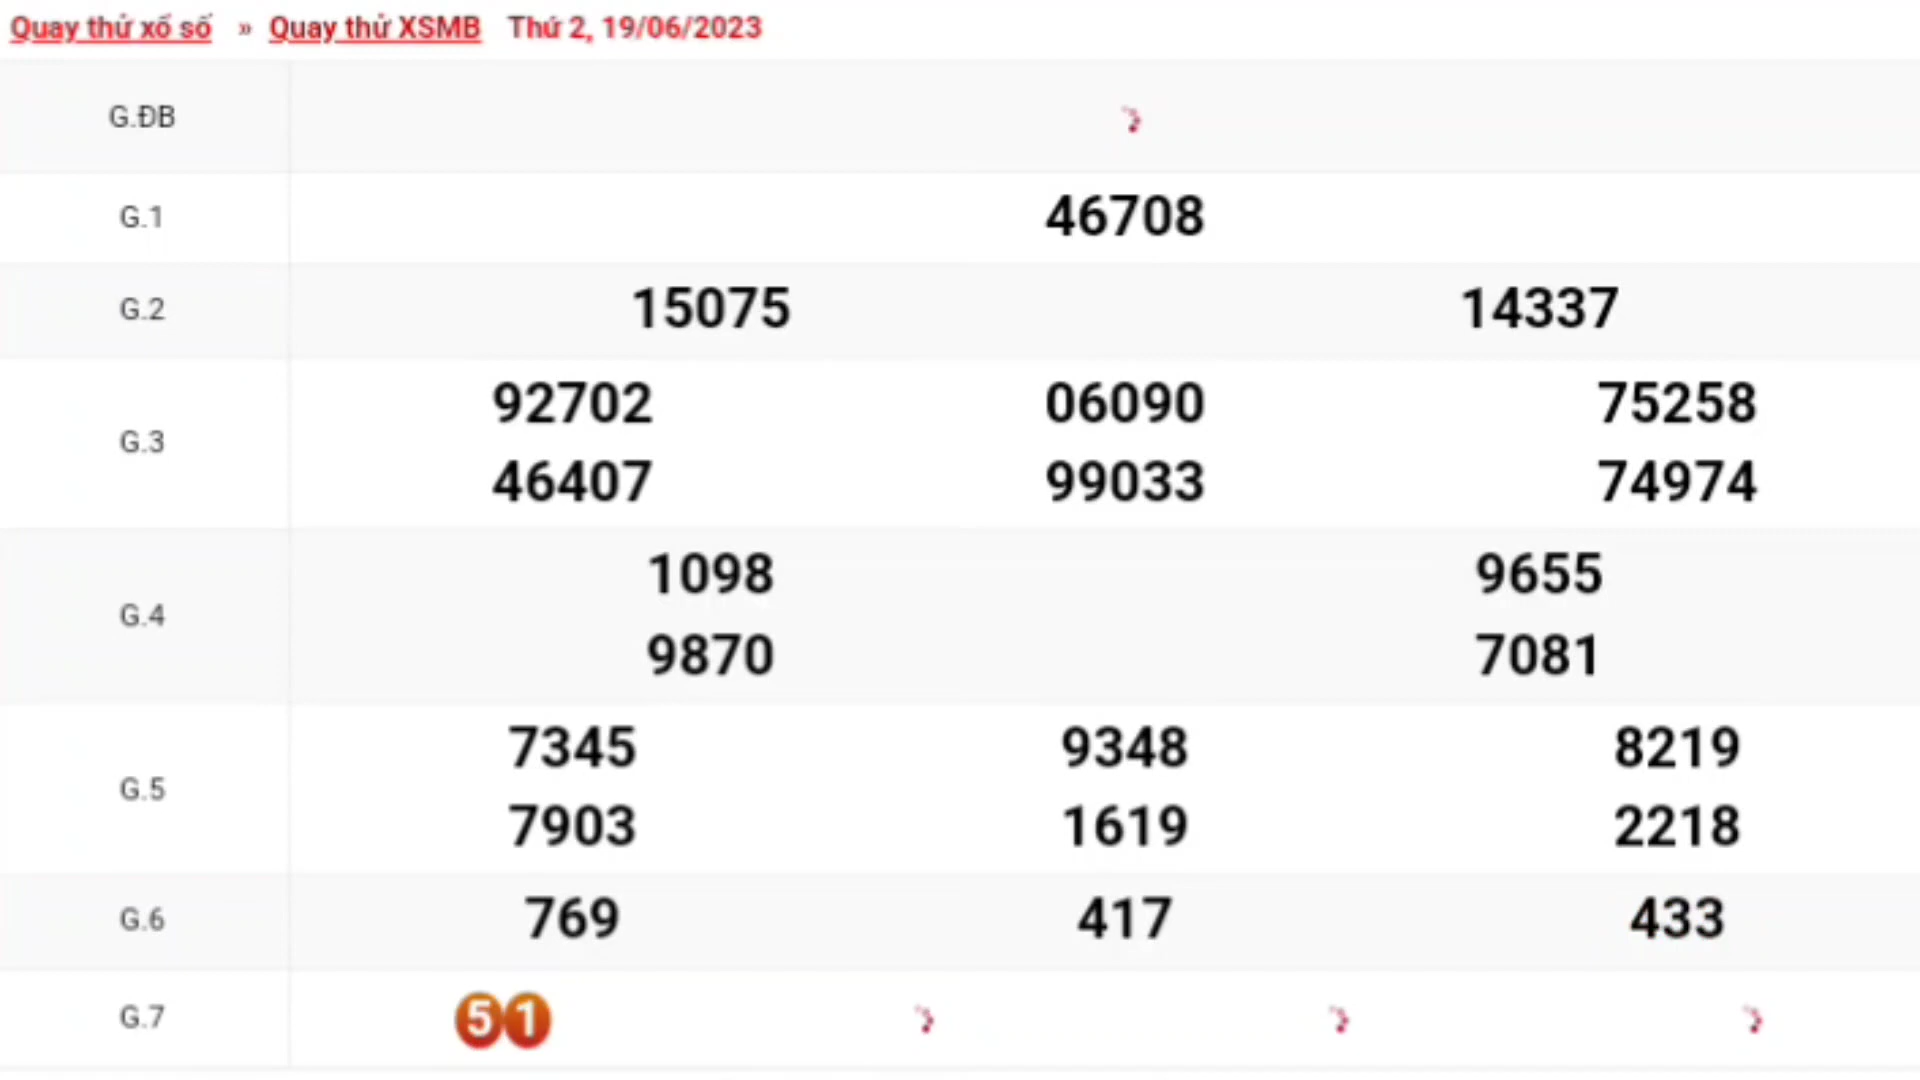 Quay thử xổ số » Quay thử XSMB Thứ 2, 19/06/2023
G.ĐB
G.1 46708
G.2 15075 14337
G.3 92702 06090 75258
46407 99033 74974
G.4 1098 9655
9870 7081
G.5 7345 9348 8219
7903 1619 2218
G.6 769 417 433
G.7 51